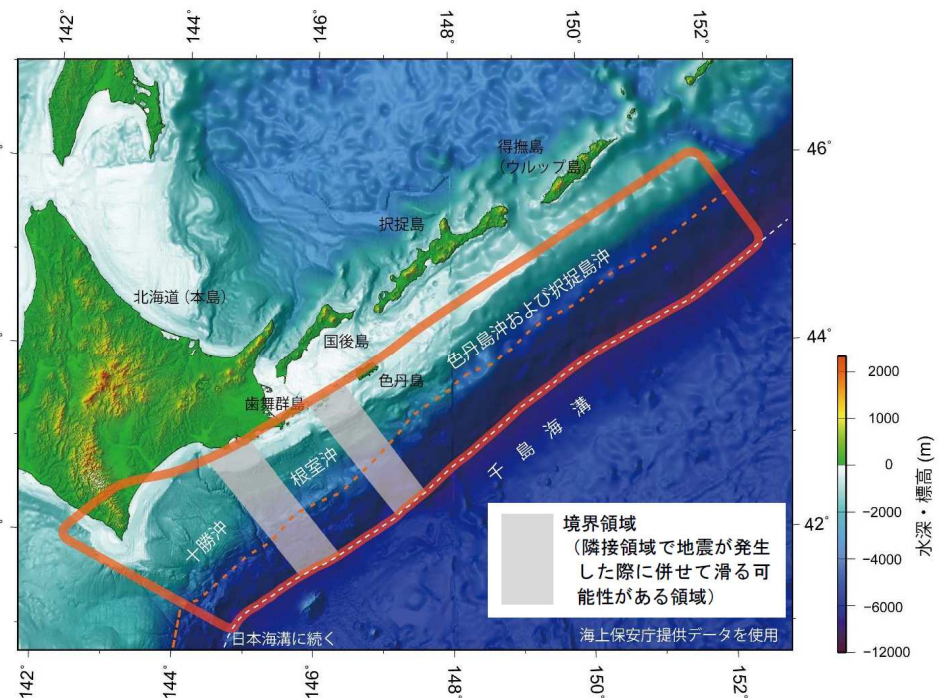 142°
144°
146°
148°
150°
152°
得撫島
(ウルップ島)
46°
択捉島
北海道(本島)
色丹島沖および択捉島沖
国後島
44°
色丹島
歯舞群島
千島海溝
根室沖
十勝沖
42°
境界領域
(隣接領域で地震が発生
した際に併せて滑る可
能性がある領域)
日本海溝に続く
海上保安庁提供データを使用
142°
144°
146°
148°
150°
152°
2000
1000
0
−2000
−4000
−6000
−12000
水深・標高 (m)